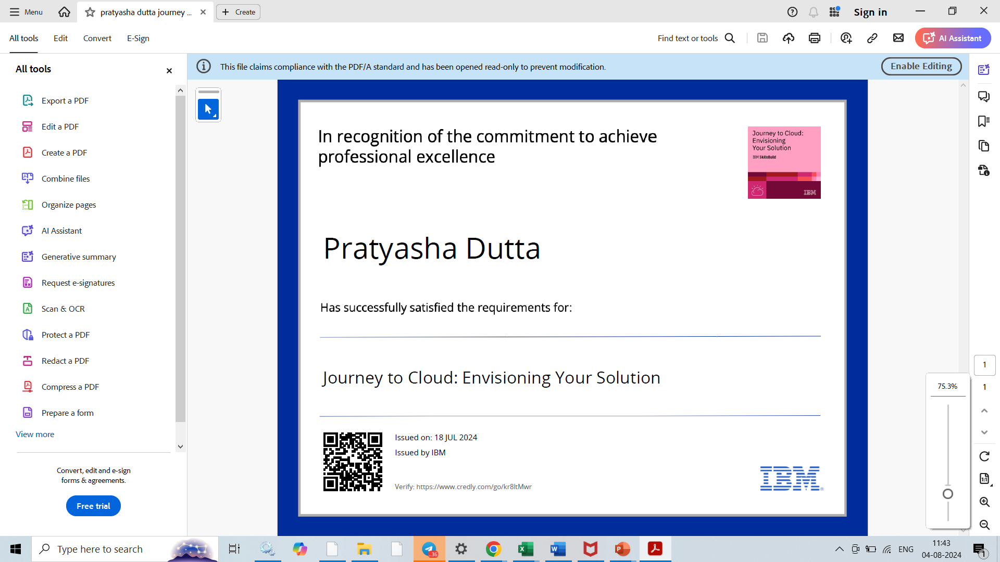 Menu
pratyasha dutta journey ...
Create
Sign in
All tools
Edit
Convert
E-Sign
Find text or tools
AI Assistant
All tools
This file claims compliance with the PDF/A standard and has been opened read-only to prevent modification.
Enable Editing
Export a PDF
Edit a PDF
Create a PDF
Combine files
Organize pages
AI Assistant
Generative summary
Request e-signatures
Scan & OCR
Protect a PDF
Redact a PDF
Compress a PDF
Prepare a form
View more
Convert, edit and e-sign
forms & agreements.
Free trial
In recognition of the commitment to achieve
professional excellence
Journey to Cloud:
Envisioning
Your Solution
IBM SkillsBuild
IBM
Pratyasha Dutta
Has successfully satisfied the requirements for:
Journey to Cloud: Envisioning Your Solution
Issued on: 18 JUL 2024
Issued by IBM
Verify: https://www.credly.com/go/kr8ltMwr
IBM®
1
75.3%
1
1:1
Type here to search
..36
X
W
P
ENG
11:43
04-08-2024
1